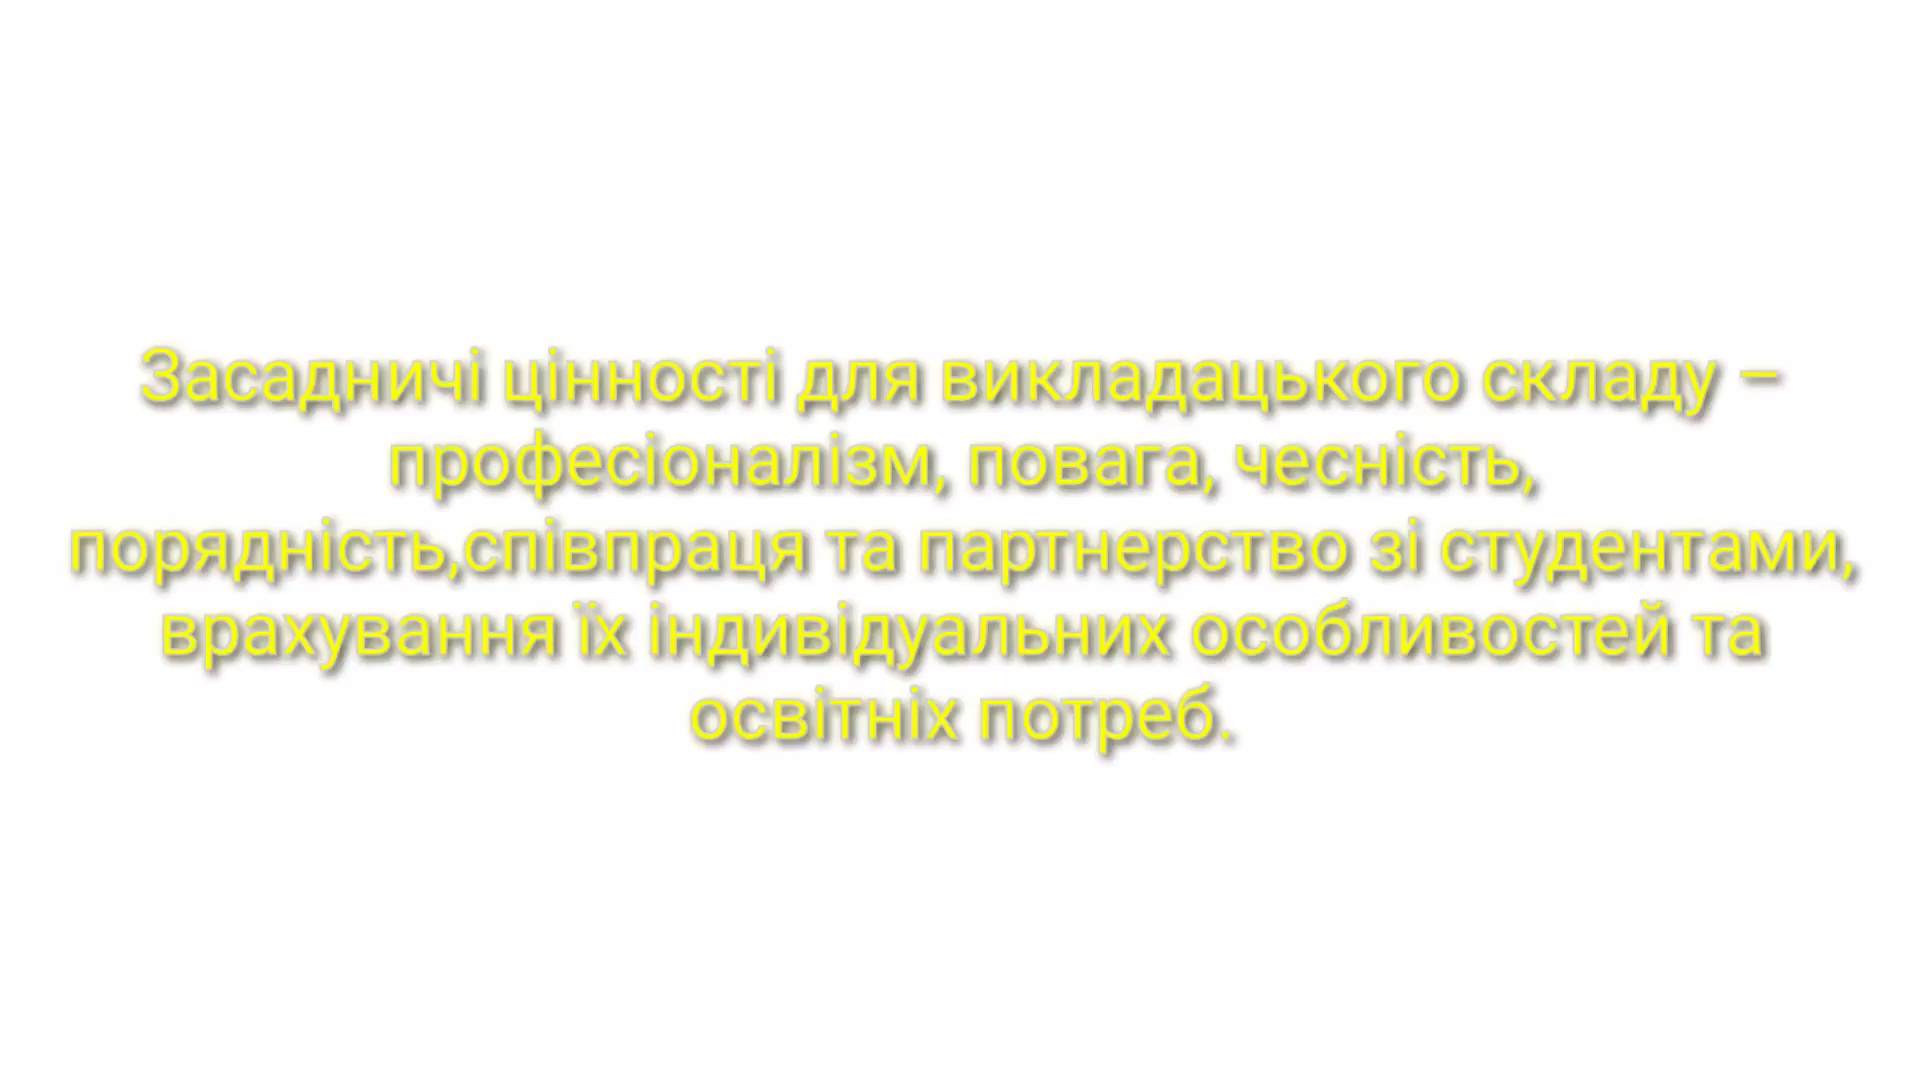 Засадничі цінності для викладацького складу –
професіоналізм, повага, чесність,
порядність,співпраця та партнерство зі студентами,
врахування їх індивідуальних особливостей та
освітніх потреб.